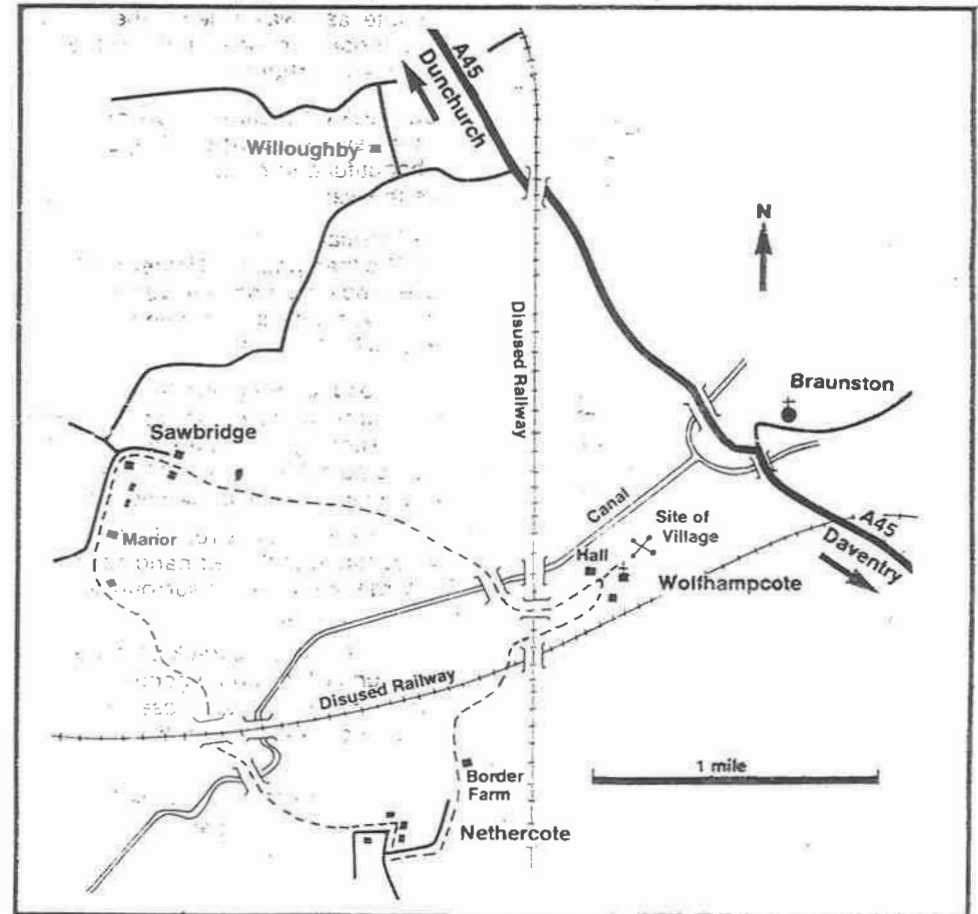 A45
Dunchurch
Willoughby
N
Disused Railway
Braunston
Sawbridge
Canal
Site of
Village
A45
Daventry
Manor
Hall
Wolfhampcote
Disused Railway
1 mile
Border
Farm
Nethercote